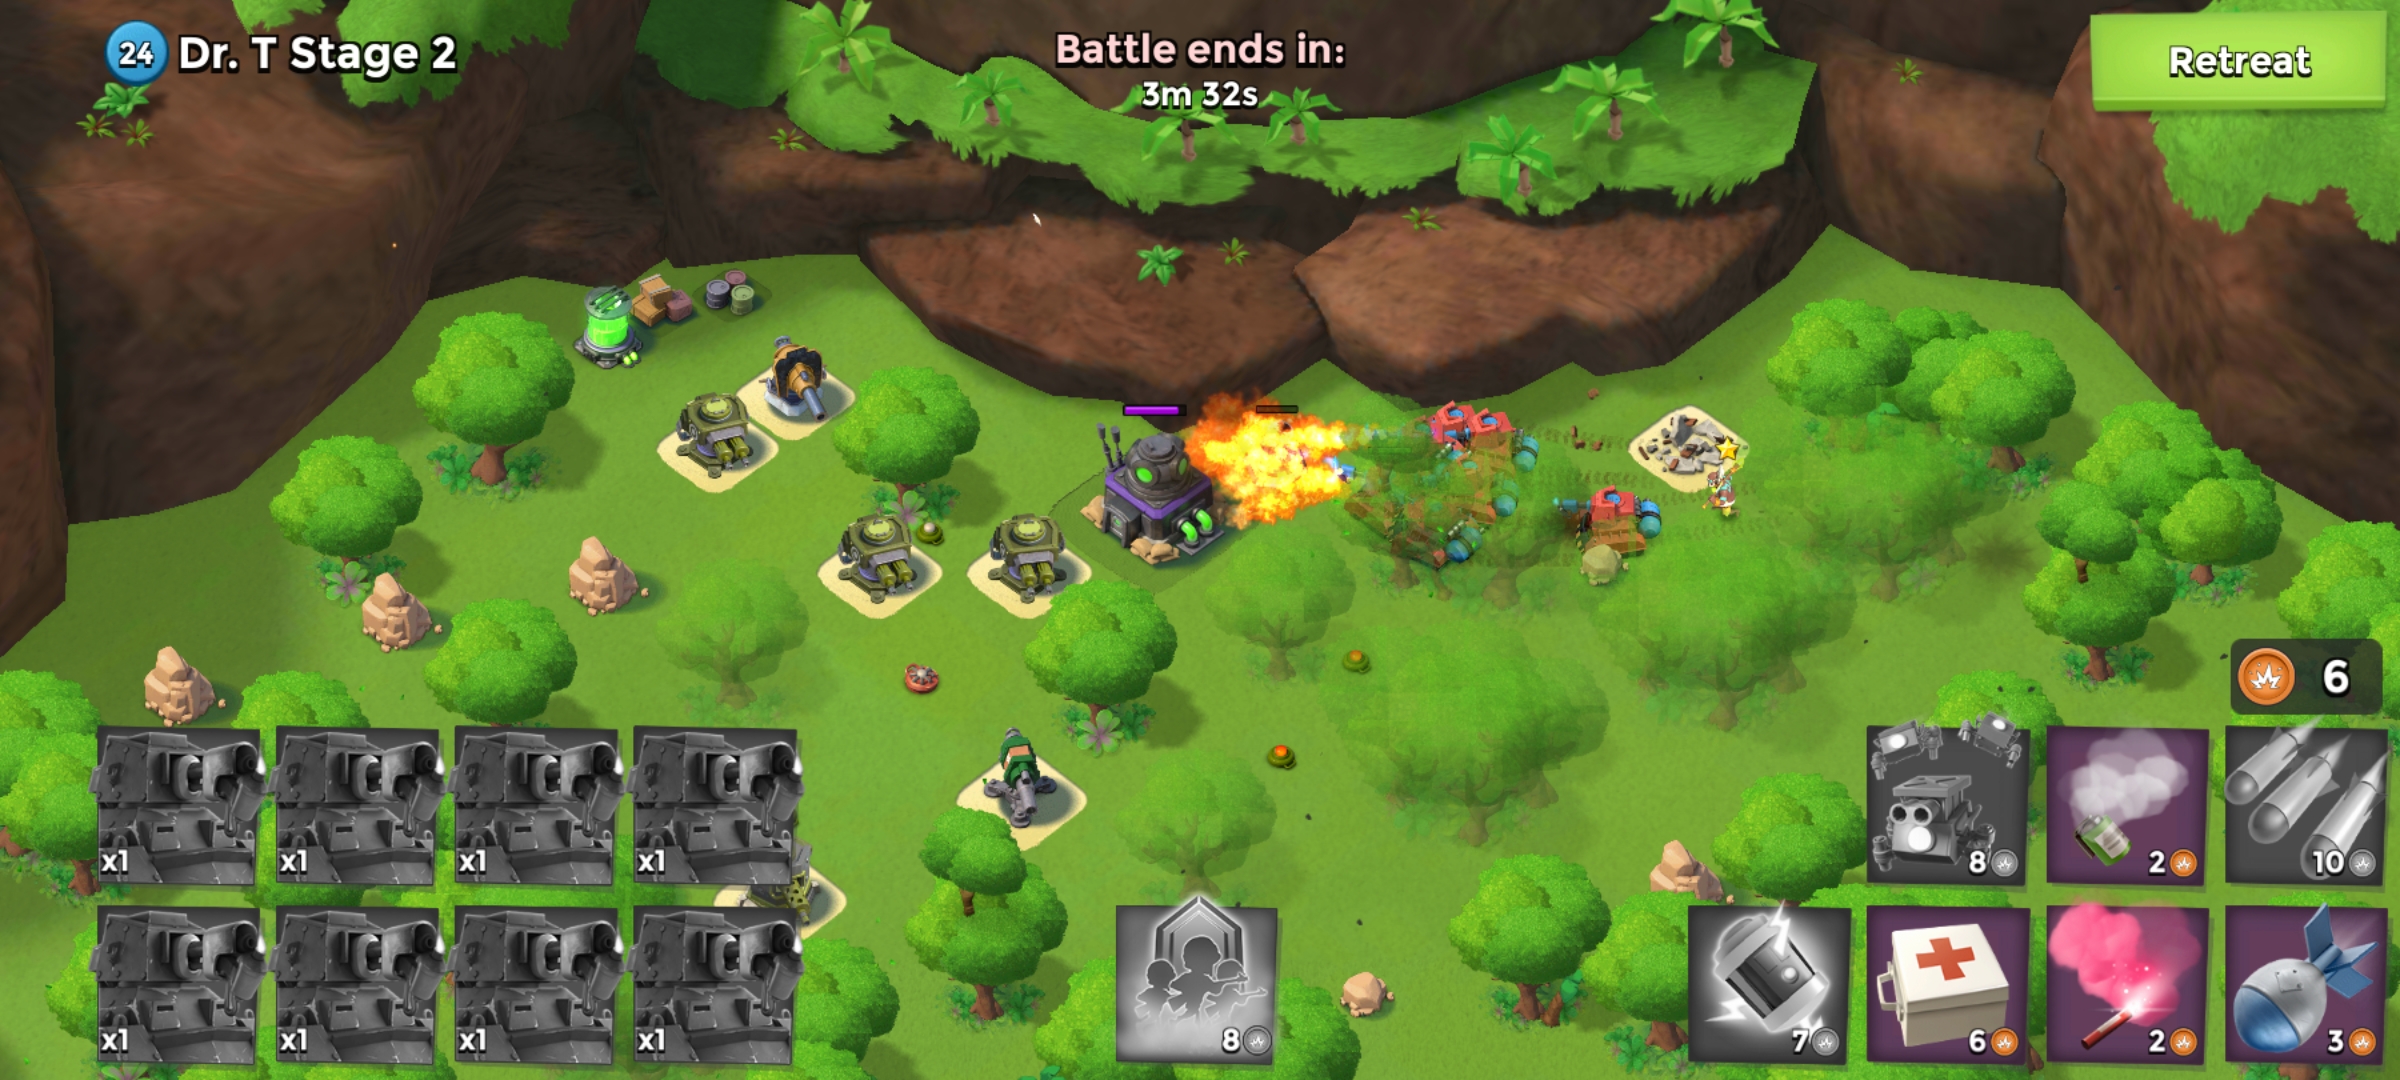 24 Dr. T Stage 2
Battle ends in:
3m 32s
Retreat
6
x1 x1 x1 x1
8 2 10
x1 x1 x1 x1
8 7 6 2 3